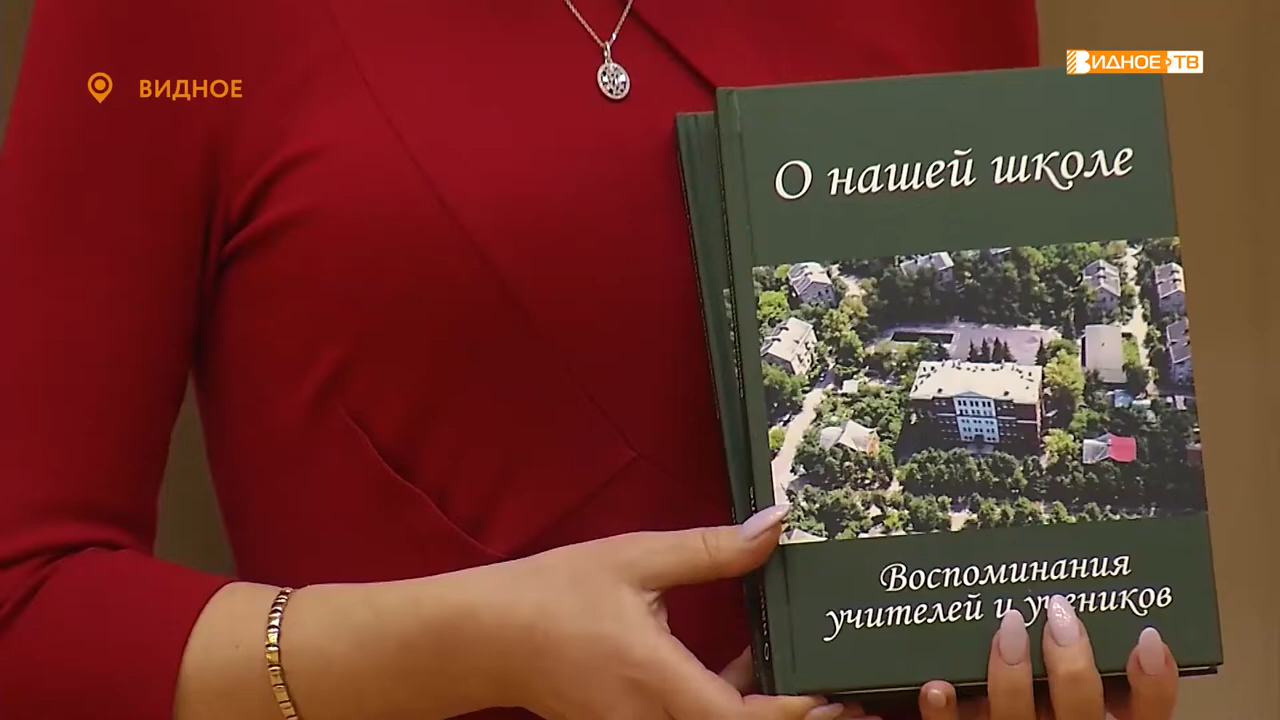 ВИДНОЕ
ВИДНОЕ ТВ
О нашей школе
Воспоминания
учителей и учеников